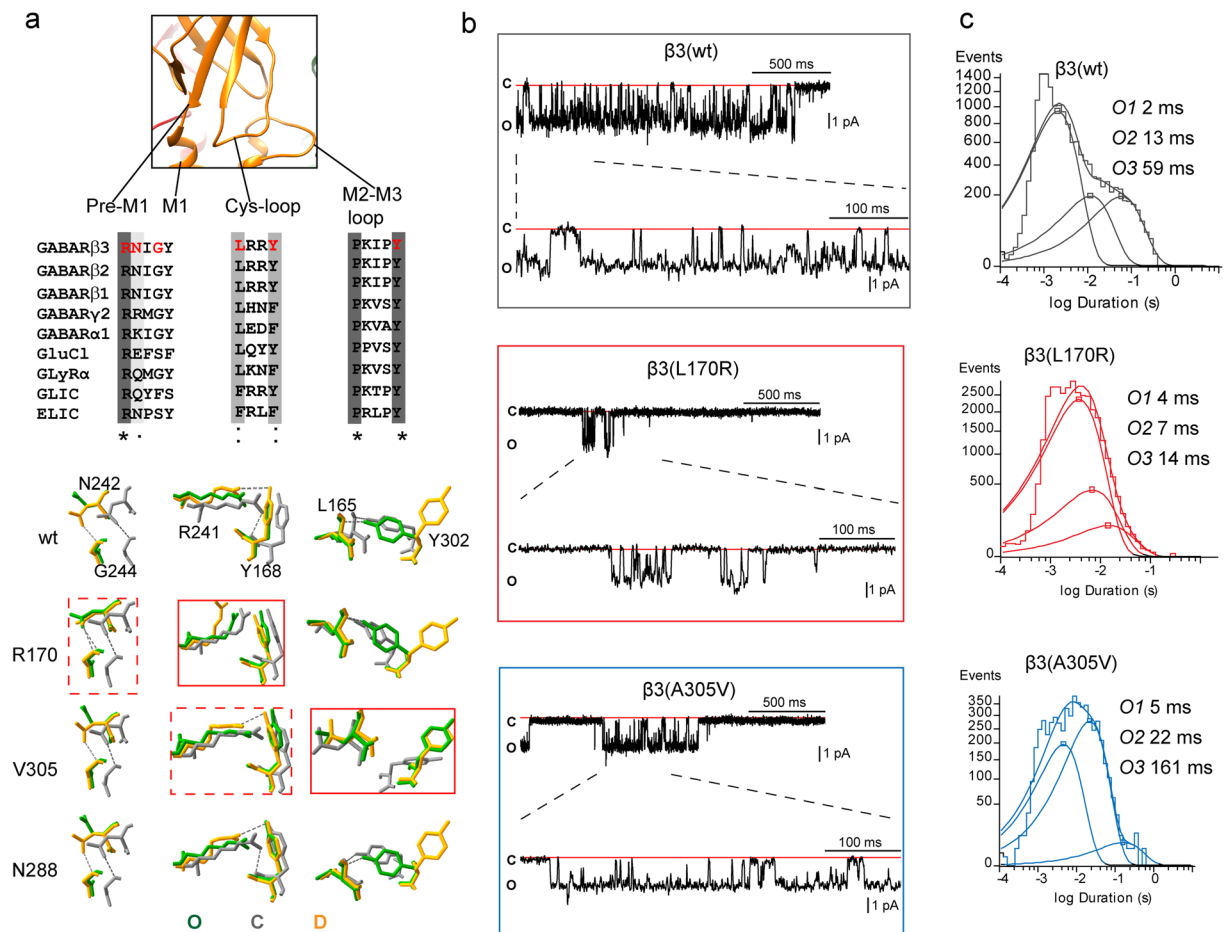 a
Pre-M1
M1
Cys-loop
M2-M3
loop
GABARβ3 RNIGY LRRY PKIPY
GABARβ2 RNIGY LRRY PKIPY
GABARβ1 RNIGY LRRY PKIPY
GABARγ2 RRMGY LHNF PKVSY
GABARα1 RKIGY LEDF PKVAY
GluCl REFSF LQYY PPVSY
GLyRα RQMGY LKNF PKVSY
GLIC RQYFS FRRY PKTPY
ELIC RNPSY FRLF PRLPY
* . : : * *
wt
N242
G244
R241
Y168
L165
Y302
R170
V305
N288
O C D
b
β3(wt)
500 ms
C
O
1 pA
100 ms
C
O
1 pA
β3(L170R)
500 ms
C
O
1 pA
100 ms
C
O
1 pA
β3(A305V)
500 ms
C
O
1 pA
100 ms
C
O
1 pA
c
Events
β3(wt)
1400
1200
1000
800
600
400
200
0
O1 2 ms
O2 13 ms
O3 59 ms
-4 -3 -2 -1 0
log Duration (s)
β3(L170R)
Events
2500
2000
1500
1000
500
0
O1 4 ms
O2 7 ms
O3 14 ms
-4 -3 -2 -1 0
log Duration (s)
β3(A305V)
Events
350
300
250
200
150
100
50
0
O1 5 ms
O2 22 ms
O3 161 ms
-4 -3 -2 -1 0
log Duration (s)